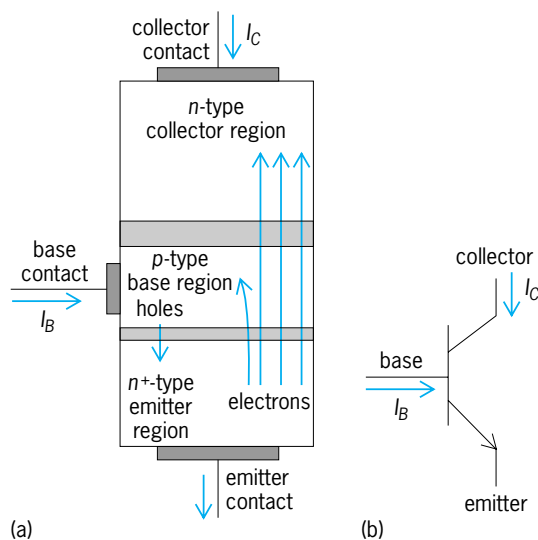 collector
contact
I_C
n-type
collector region
base
contact
I_B
p-type
base region
holes
n⁺-type
emitter
region
electrons
emitter
contact
(a)
collector
I_C
base
I_B
emitter
(b)